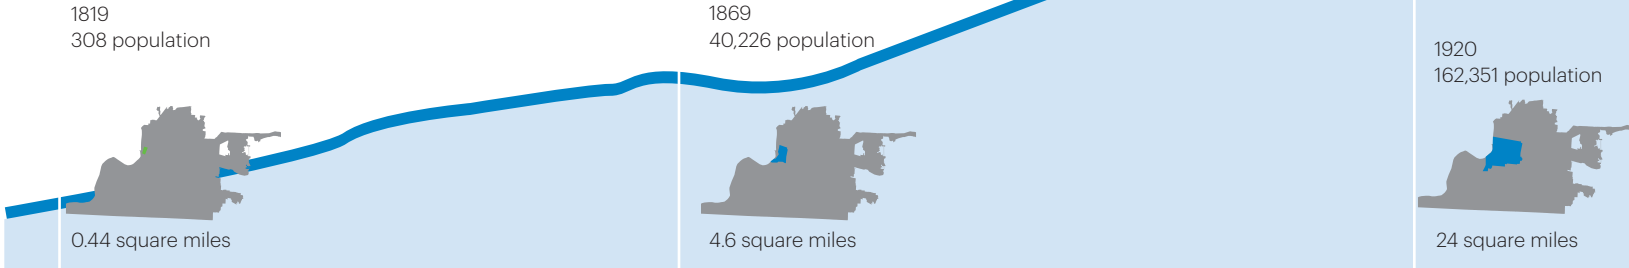 1819
308 population
0.44 square miles
1869
40,226 population
4.6 square miles
1920
162,351 population
24 square miles